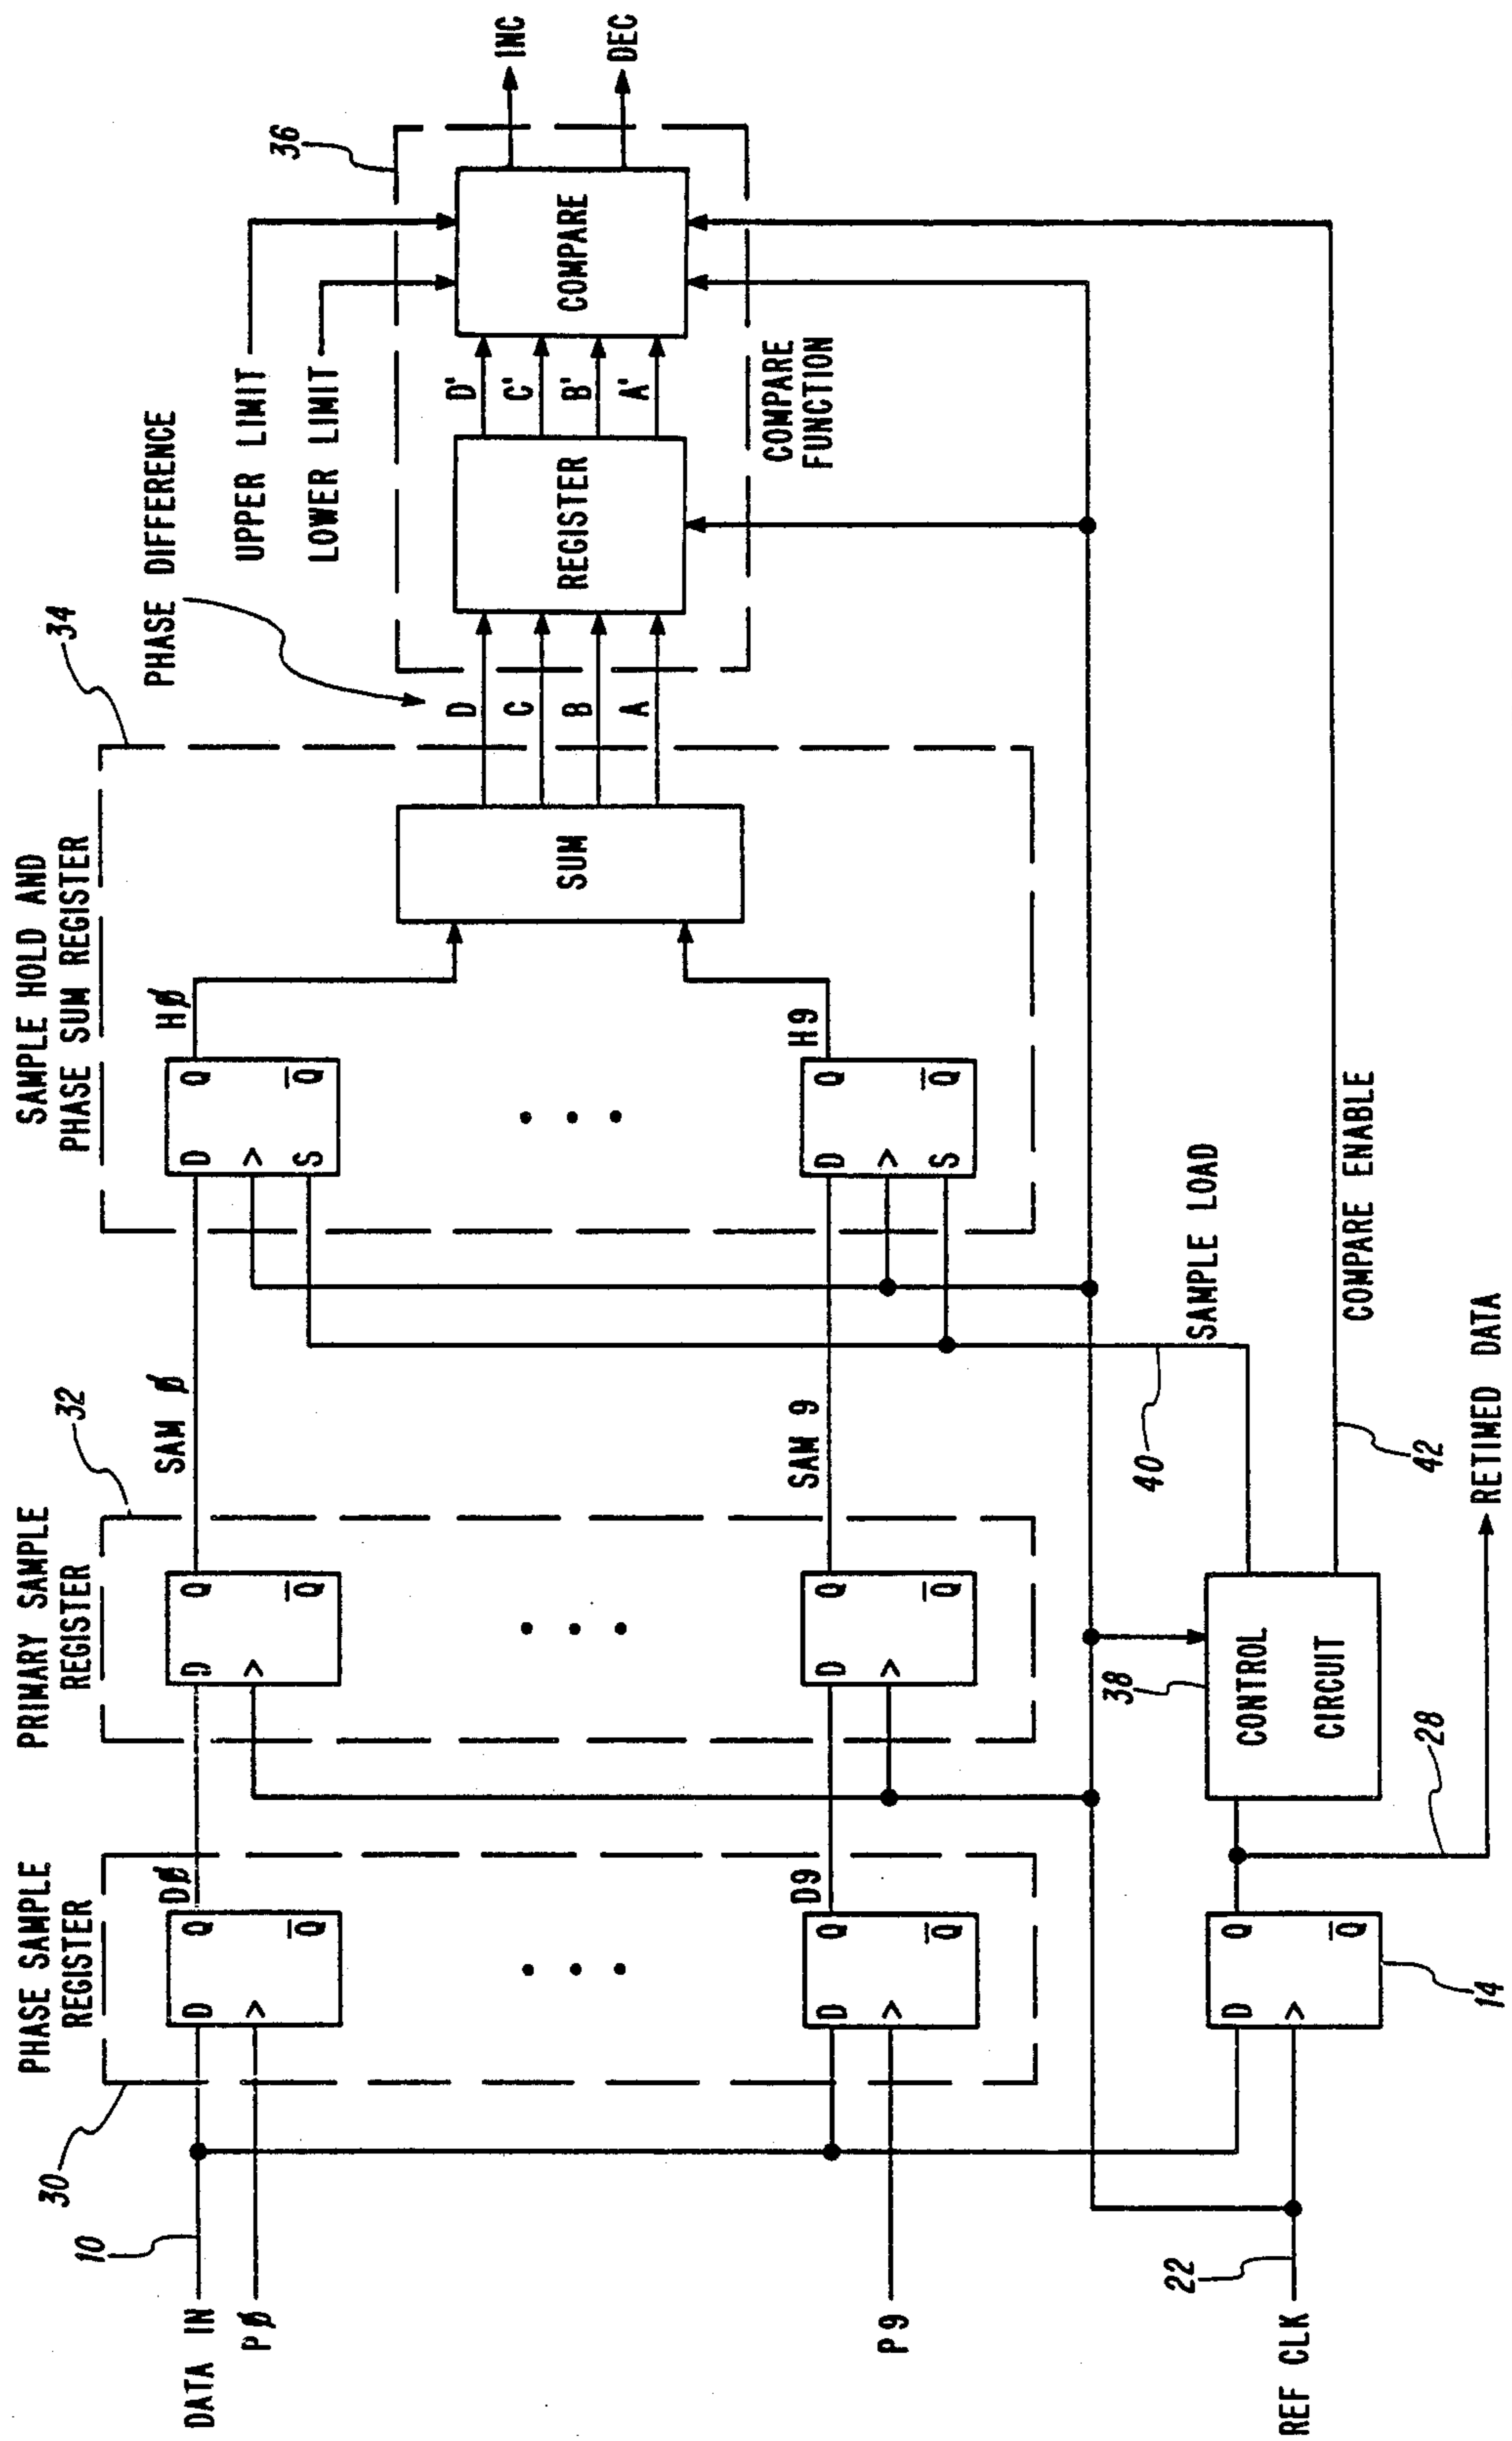 SAMPLE HOLD AND
PHASE SUM REGISTER
34
PHASE DIFFERENCE
UPPER LIMIT
LOWER LIMIT
36
PHASE SAMPLE
REGISTER
PRIMARY SAMPLE
REGISTER
32
30
10
DATA IN
PØ
D
Q
Q
DØ
D
Q
Q
SAM Ø
D
S
Q
Q
HØ
SUM
D
C
B
A
REGISTER
D'
C'
B'
A'
COMPARE
INC
DEC
COMPARE
FUNCTION
P9
D
Q
Q
D9
D
Q
Q
SAM 9
D
S
Q
Q
H9
REF CLK
22
D
Q
Q
14
38
CONTROL
CIRCUIT
28
RETIMED DATA
40
SAMPLE LOAD
42
COMPARE ENABLE